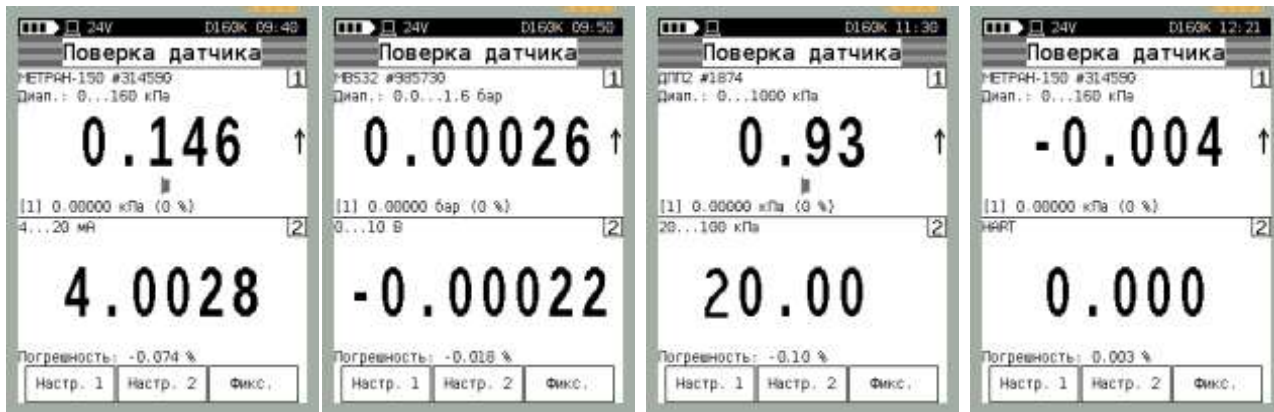 24V D160K 09:40
Поверка датчика
МЕТРАН-150 #314590 1
Диап.: 0...160 кПа
0.146 ↑
[1] 0.00000 кПа (0 %)
4...20 мА 2
4.0028
Погрешность: -0.074 %
Настр. 1 Настр. 2 Фикс.
24V D160K 09:50
Поверка датчика
MBS32 #985730 1
Диап.: 0.0...1.6 бар
0.00026 ↑
[1] 0.00000 бар (0 %)
0...10 В 2
-0.00022
Погрешность: -0.018 %
Настр. 1 Настр. 2 Фикс.
24V D160K 11:30
Поверка датчика
ДПП2 #1874 1
Диап.: 0...1000 кПа
0.93 ↑
[1] 0.00000 кПа (0 %)
20...100 кПа 2
20.00
Погрешность: -0.10 %
Настр. 1 Настр. 2 Фикс.
24V D160K 12:21
Поверка датчика
МЕТРАН-150 #314590 1
Диап.: 0...160 кПа
-0.004 ↑
[1] 0.00000 кПа (0 %)
HART 2
0.000
Погрешность: 0.003 %
Настр. 1 Настр. 2 Фикс.